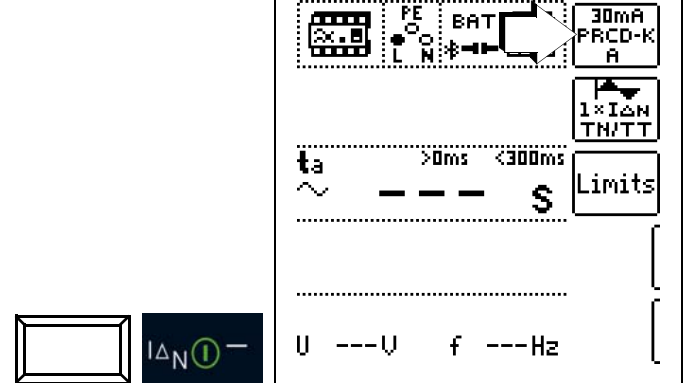 PE
L N
BAT
30mA
PRCD-K
A
1×IΔN
TN/TT
ta >0ms <300ms
--- s
Limits
IΔN
U ---V f ---Hz